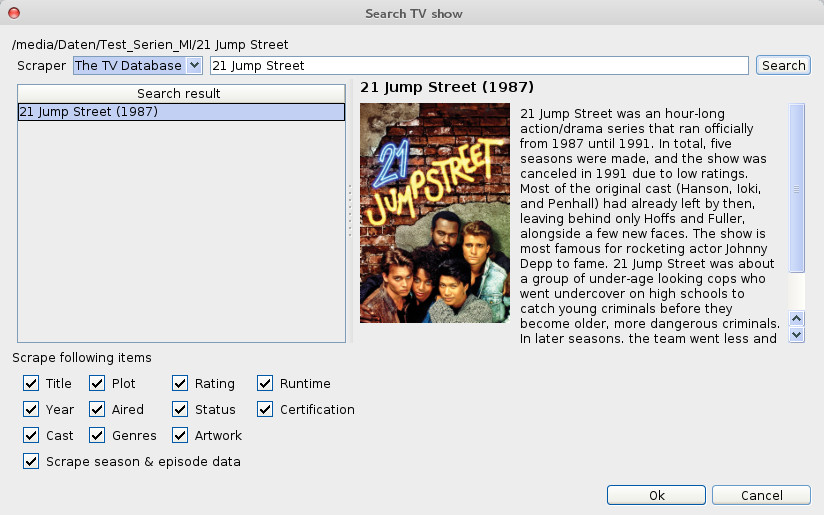 Search TV show
/media/Daten/Test_Serien_MI/21 Jump Street
Scraper The TV Database 21 Jump Street Search
Search result
21 Jump Street (1987)
21 Jump Street (1987)
21
JUMP STREET
21 Jump Street was an hour-long
action/drama series that ran officially
from 1987 until 1991. In total, five
seasons were made, and the show was
canceled in 1991 due to low ratings.
Most of the original cast (Hanson, Ioki,
and Penhall) had already left by then,
leaving behind only Hoffs and Fuller,
alongside a few new faces. The show is
most famous for rocketing actor Johnny
Depp to fame. 21 Jump Street was about
a group of under-age looking cops who
went undercover on high schools to
catch young criminals before they
become older, more dangerous criminals.
In later seasons, the team went less and
Scrape following items
Title Plot Rating Runtime
Year Aired Status Certification
Cast Genres Artwork
Scrape season & episode data
Ok Cancel